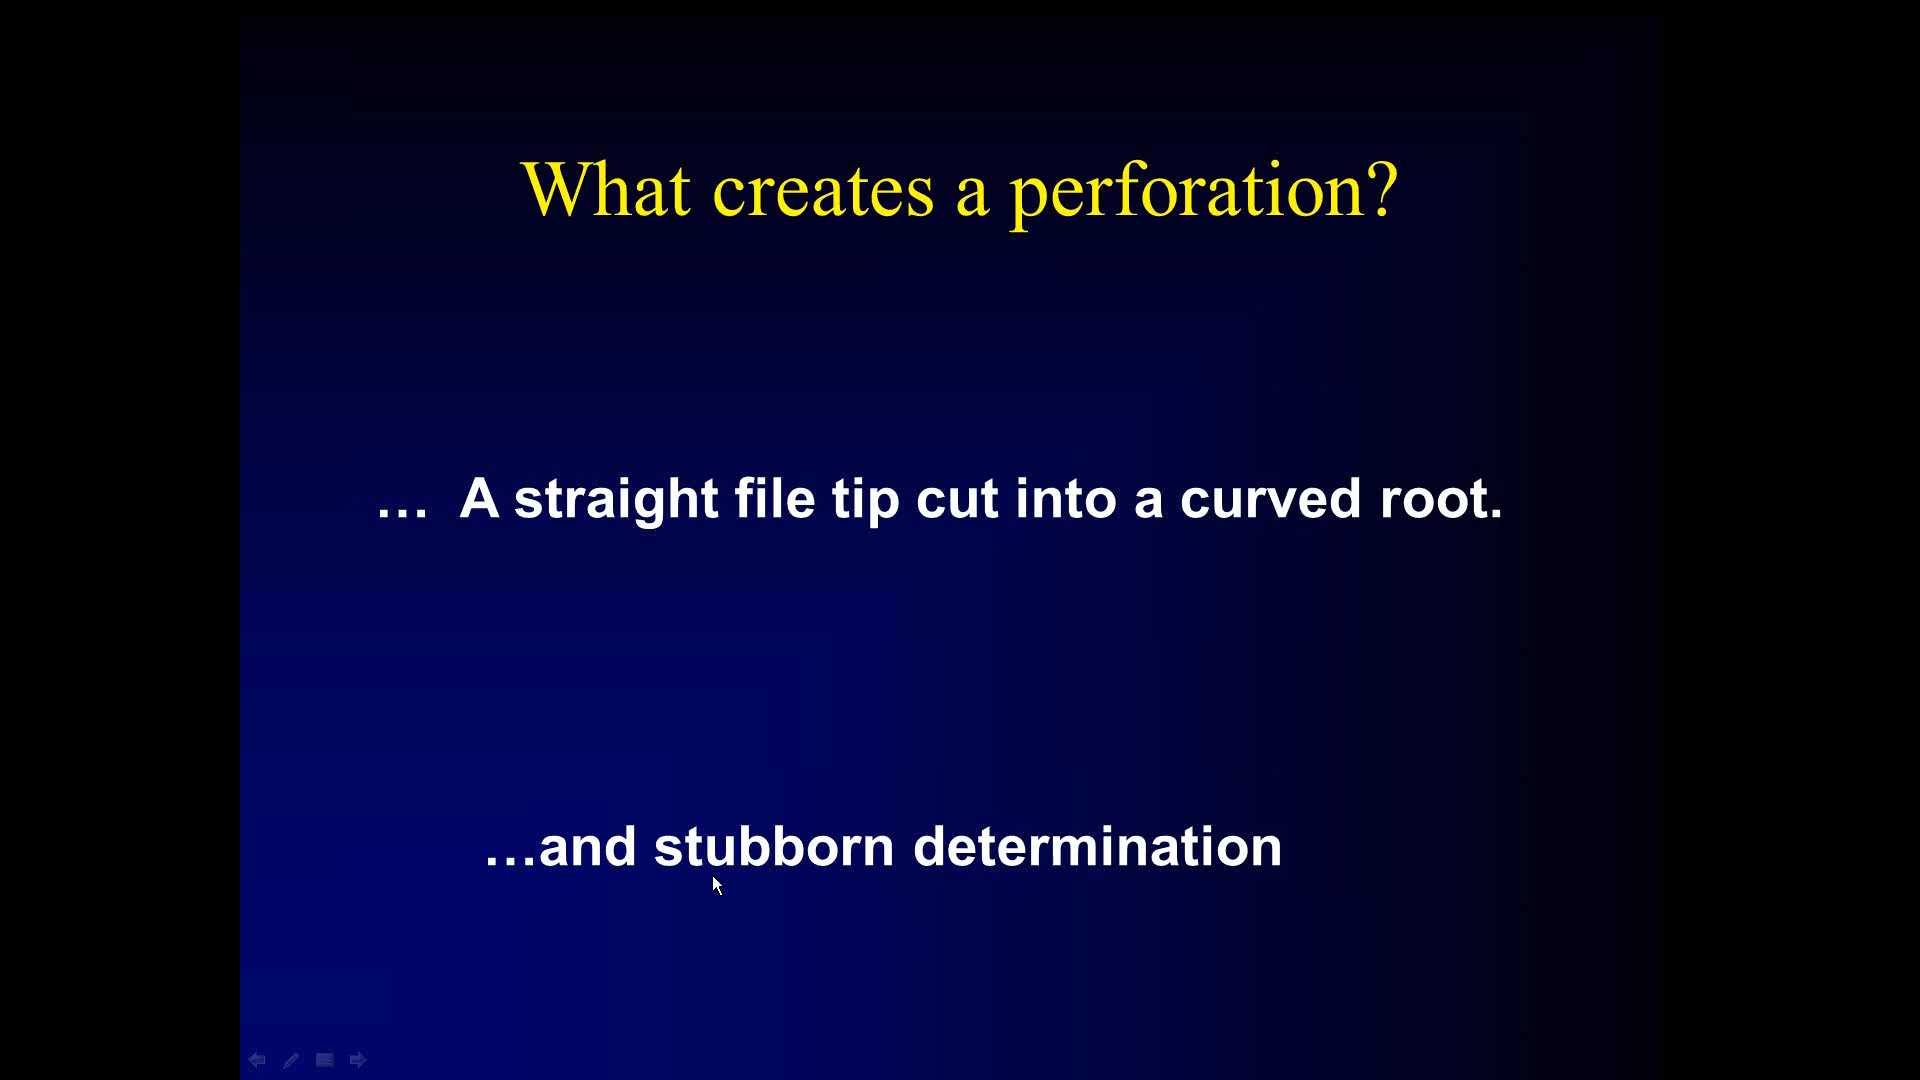 What creates a perforation?
… A straight file tip cut into a curved root.
…and stubborn determination